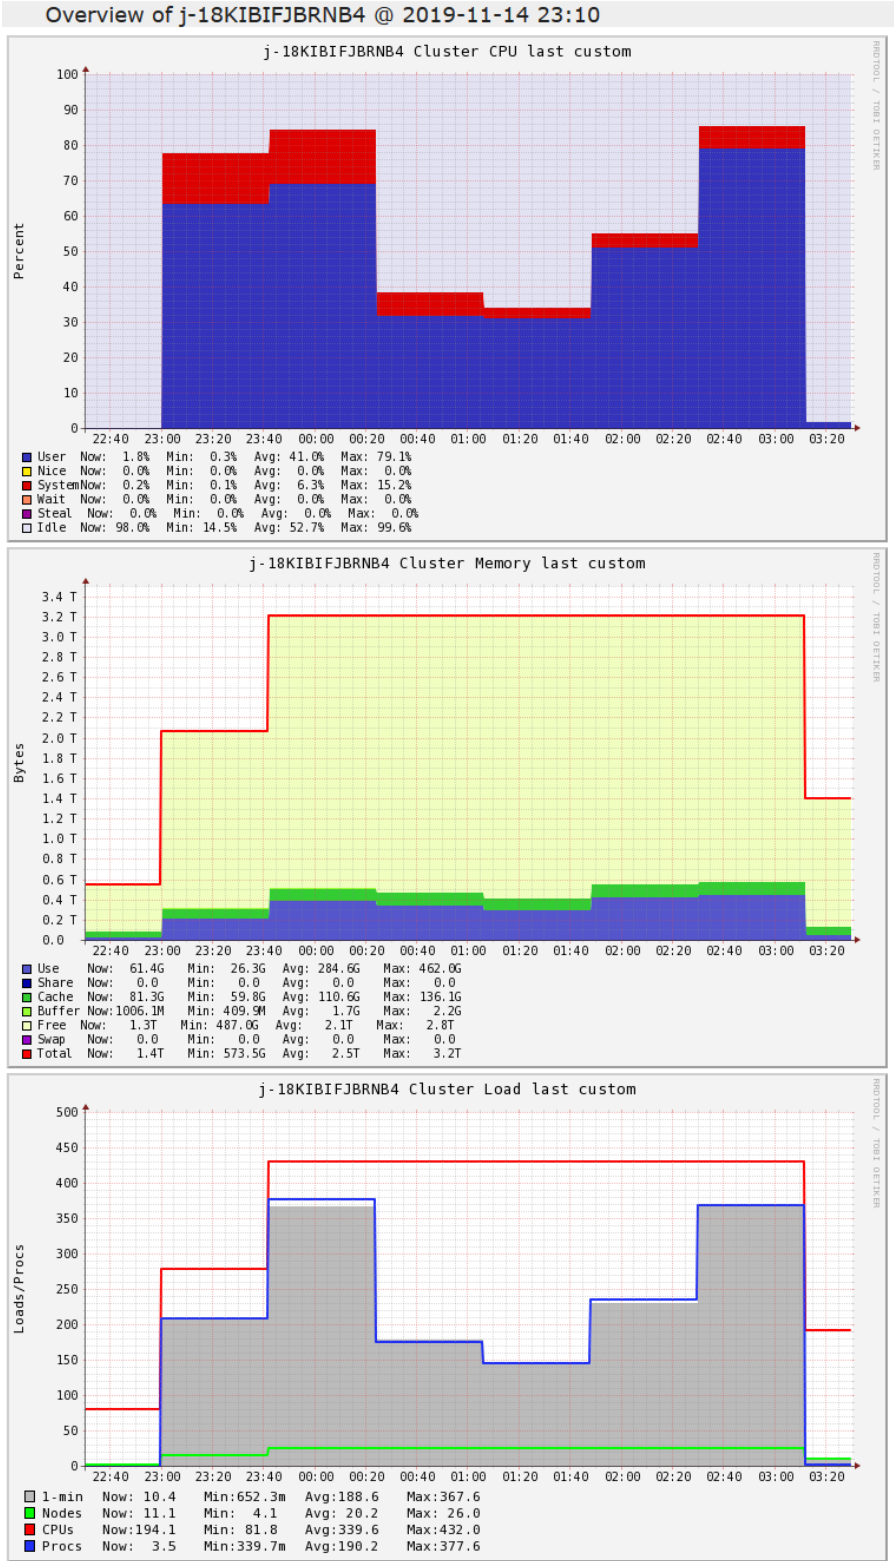 Overview of j-18KIBIFJBRNB4 @ 2019-11-14 23:10
j-18KIBIFJBRNB4 Cluster CPU last custom
RRDTOOL / TOBI OETIKER
Percent
100
90
80
70
60
50
40
30
20
10
0
22:40 23:00 23:20 23:40 00:00 00:20 00:40 01:00 01:20 01:40 02:00 02:20 02:40 03:00 03:20
User Now: 1.8% Min: 0.3% Avg: 41.0% Max: 79.1%
Nice Now: 0.0% Min: 0.0% Avg: 0.0% Max: 0.0%
SystemNow: 0.2% Min: 0.1% Avg: 6.3% Max: 15.2%
Wait Now: 0.0% Min: 0.0% Avg: 0.0% Max: 0.0%
Steal Now: 0.0% Min: 0.0% Avg: 0.0% Max: 0.0%
Idle Now: 98.0% Min: 14.5% Avg: 52.7% Max: 99.6%
j-18KIBIFJBRNB4 Cluster Memory last custom
RRDTOOL / TOBI OETIKER
Bytes
3.4 T
3.2 T
3.0 T
2.8 T
2.6 T
2.4 T
2.2 T
2.0 T
1.8 T
1.6 T
1.4 T
1.2 T
1.0 T
0.8 T
0.6 T
0.4 T
0.2 T
0.0
22:40 23:00 23:20 23:40 00:00 00:20 00:40 01:00 01:20 01:40 02:00 02:20 02:40 03:00 03:20
Use Now: 61.4G Min: 26.3G Avg: 284.6G Max: 462.0G
Share Now: 0.0 Min: 0.0 Avg: 0.0 Max: 0.0
Cache Now: 81.3G Min: 59.8G Avg: 110.6G Max: 136.1G
Buffer Now:1006.1M Min: 409.9M Avg: 1.7G Max: 2.2G
Free Now: 1.3T Min: 487.0G Avg: 2.1T Max: 2.8T
Swap Now: 0.0 Min: 0.0 Avg: 0.0 Max: 0.0
Total Now: 1.4T Min: 573.5G Avg: 2.5T Max: 3.2T
j-18KIBIFJBRNB4 Cluster Load last custom
RRDTOOL / TOBI OETIKER
Loads/Procs
500
450
400
350
300
250
200
150
100
50
0
22:40 23:00 23:20 23:40 00:00 00:20 00:40 01:00 01:20 01:40 02:00 02:20 02:40 03:00 03:20
1-min Now: 10.4 Min:652.3m Avg:188.6 Max:367.6
Nodes Now: 11.1 Min: 4.1 Avg: 20.2 Max: 26.0
CPUs Now:194.1 Min: 81.8 Avg:339.6 Max:432.0
Procs Now: 3.5 Min:339.7m Avg:190.2 Max:377.6